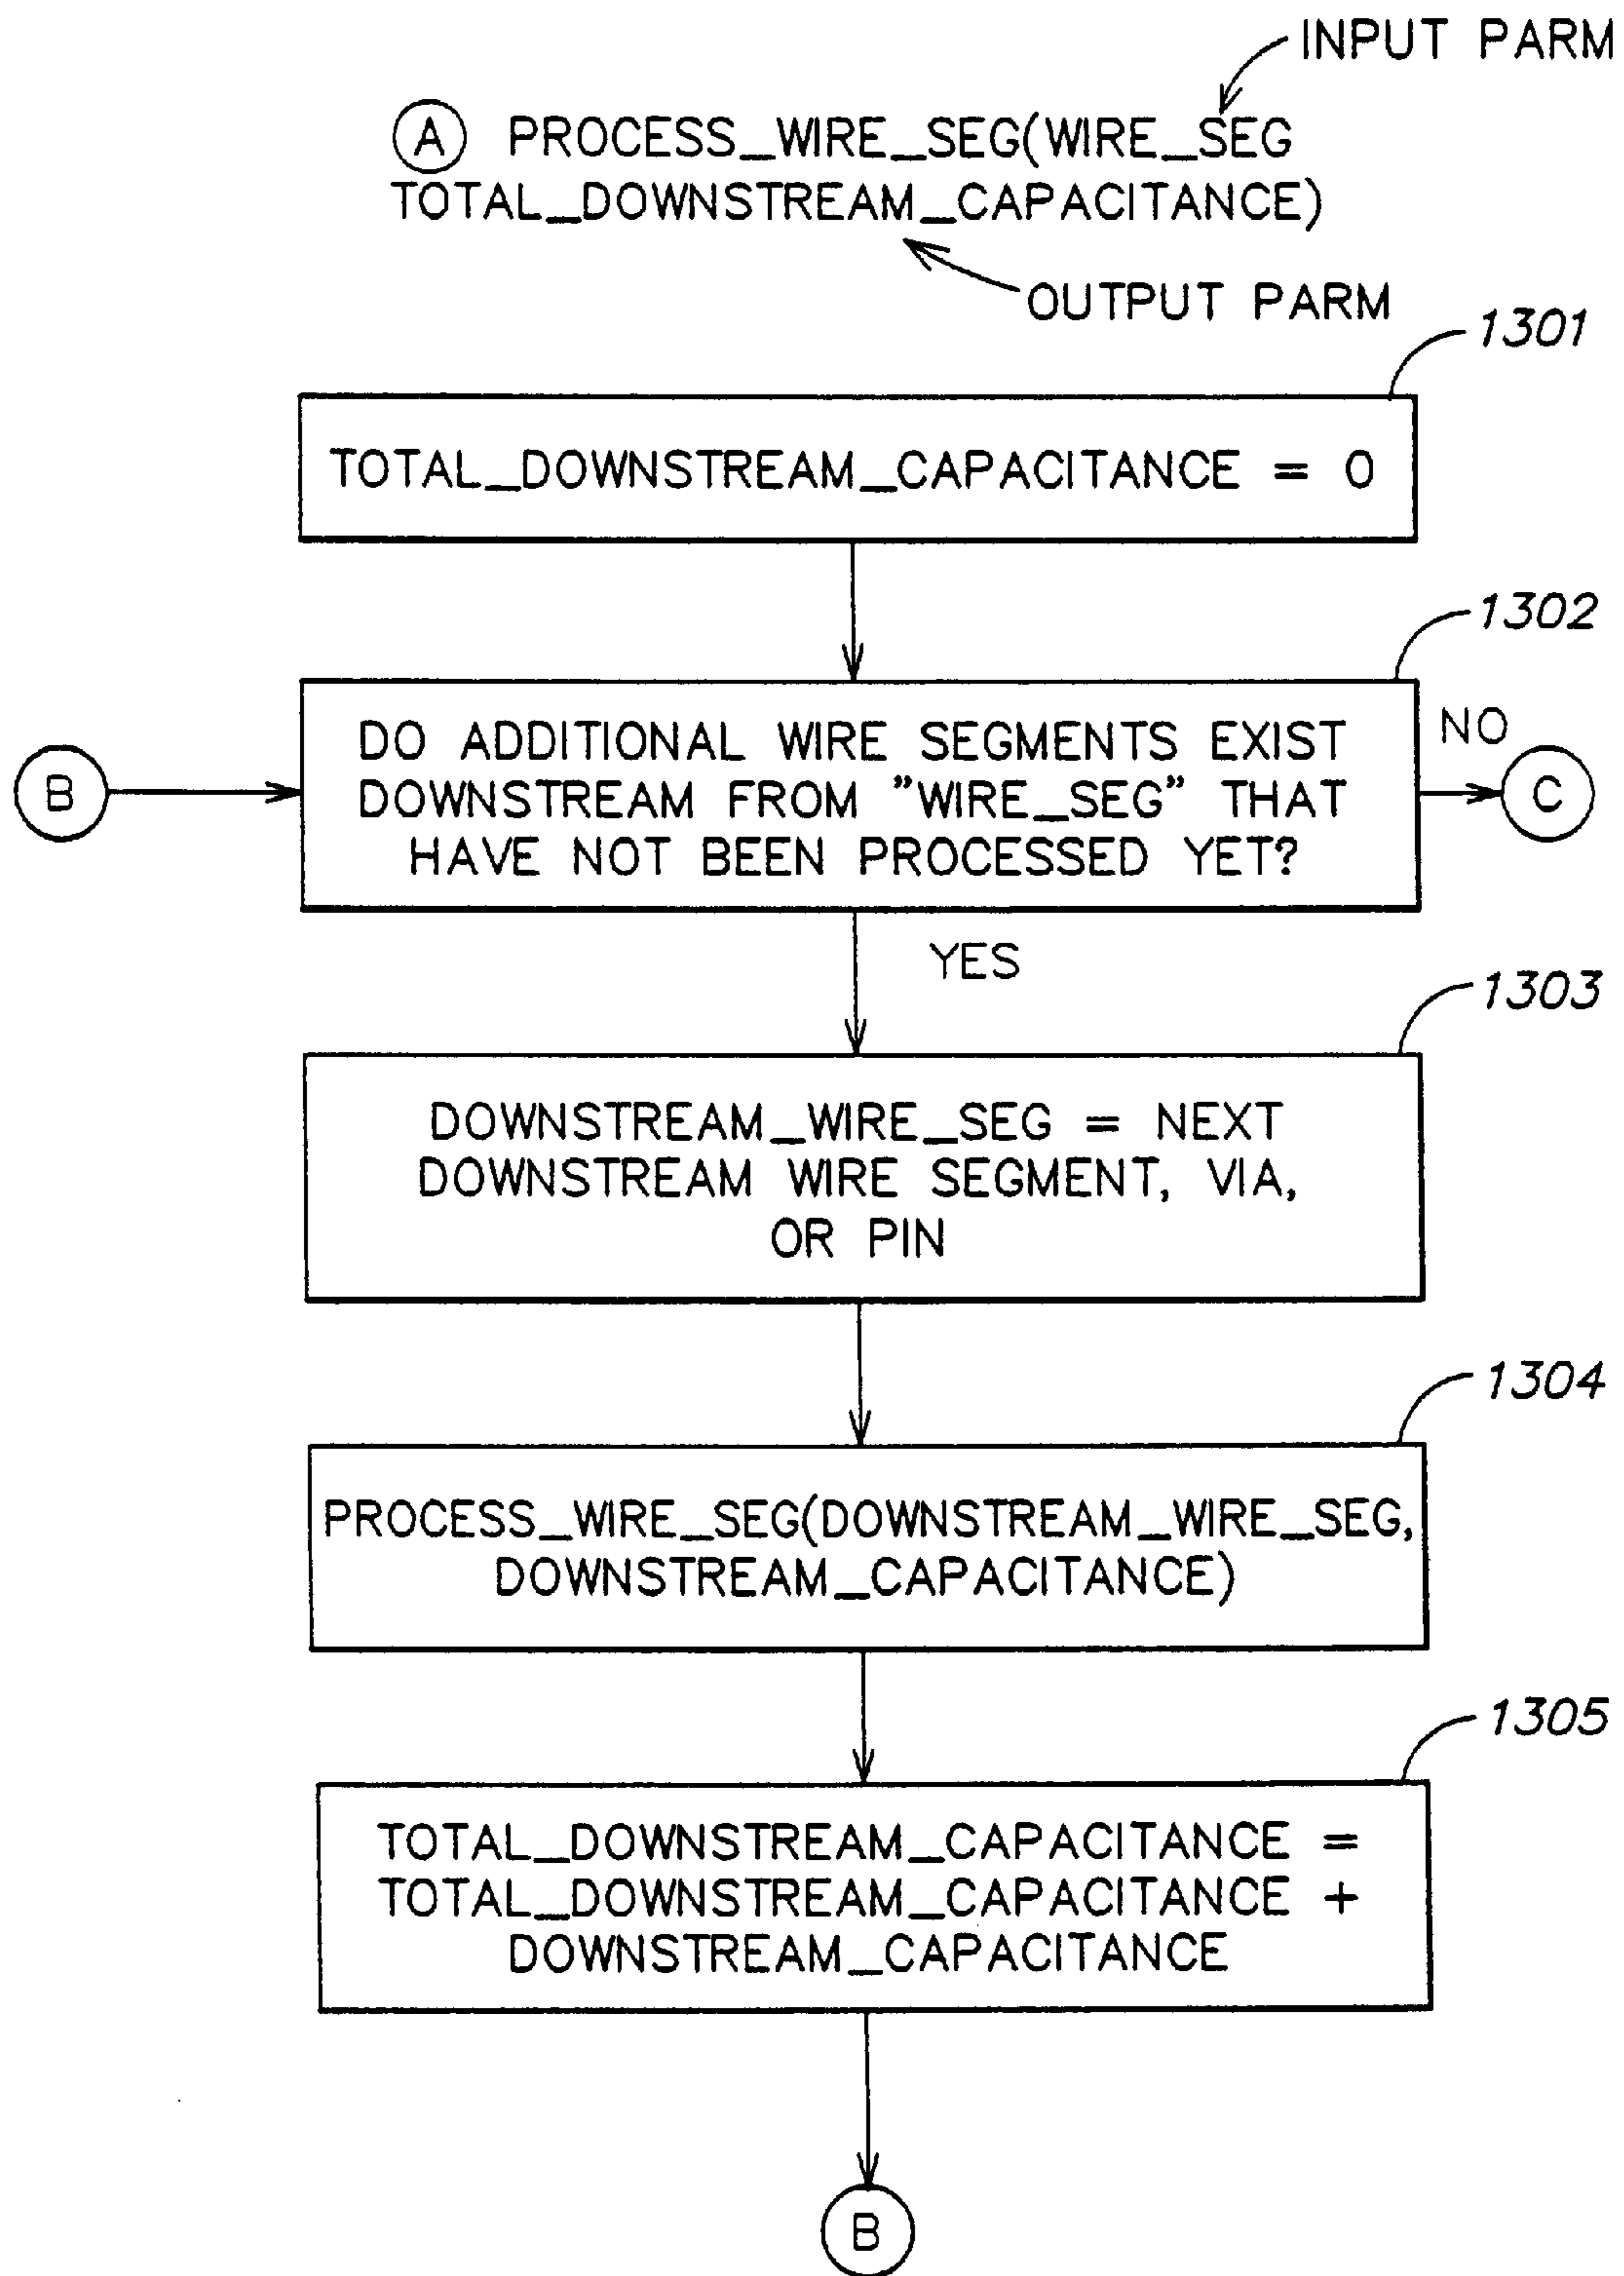 INPUT PARM
A PROCESS_WIRE_SEG(WIRE_SEG
TOTAL_DOWNSTREAM_CAPACITANCE)
OUTPUT PARM
1301
TOTAL_DOWNSTREAM_CAPACITANCE = 0
1302
DO ADDITIONAL WIRE SEGMENTS EXIST
DOWNSTREAM FROM "WIRE_SEG" THAT
HAVE NOT BEEN PROCESSED YET?
B
NO
C
YES
1303
DOWNSTREAM_WIRE_SEG = NEXT
DOWNSTREAM WIRE SEGMENT, VIA,
OR PIN
1304
PROCESS_WIRE_SEG(DOWNSTREAM_WIRE_SEG,
DOWNSTREAM_CAPACITANCE)
1305
TOTAL_DOWNSTREAM_CAPACITANCE =
TOTAL_DOWNSTREAM_CAPACITANCE +
DOWNSTREAM_CAPACITANCE
B